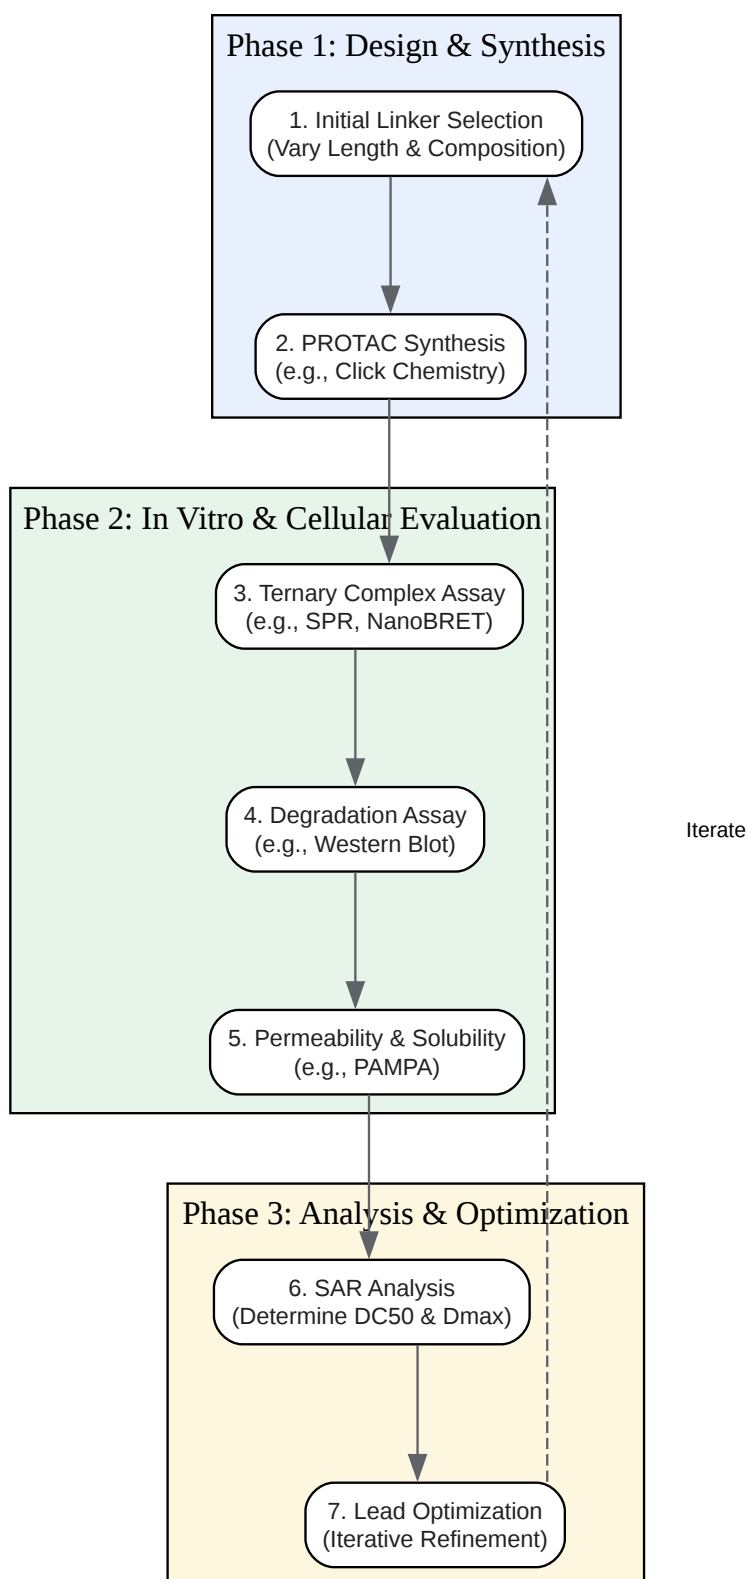 Phase 1: Design & Synthesis
1. Initial Linker Selection
(Vary Length & Composition)
2. PROTAC Synthesis
(e.g., Click Chemistry)
Phase 2: In Vitro & Cellular Evaluation
3. Ternary Complex Assay
(e.g., SPR, NanoBRET)
4. Degradation Assay
(e.g., Western Blot)
Iterate
5. Permeability & Solubility
(e.g., PAMPA)
Phase 3: Analysis & Optimization
6. SAR Analysis
(Determine DC50 & Dmax)
7. Lead Optimization
(Iterative Refinement)